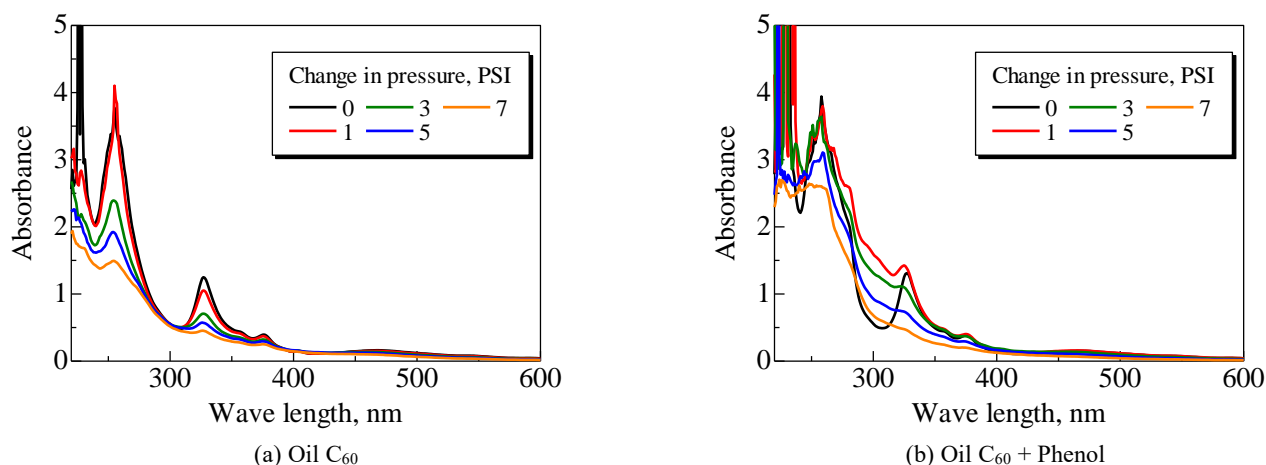 5
4
3
2
1
0
Absorbance
Change in pressure, PSI
0 3 7
1 5
300 400 500 600
Wave length, nm
(a) Oil C₆₀
5
4
3
2
1
0
Absorbance
Change in pressure, PSI
0 3 7
1 5
300 400 500 600
Wave length, nm
(b) Oil C₆₀ + Phenol